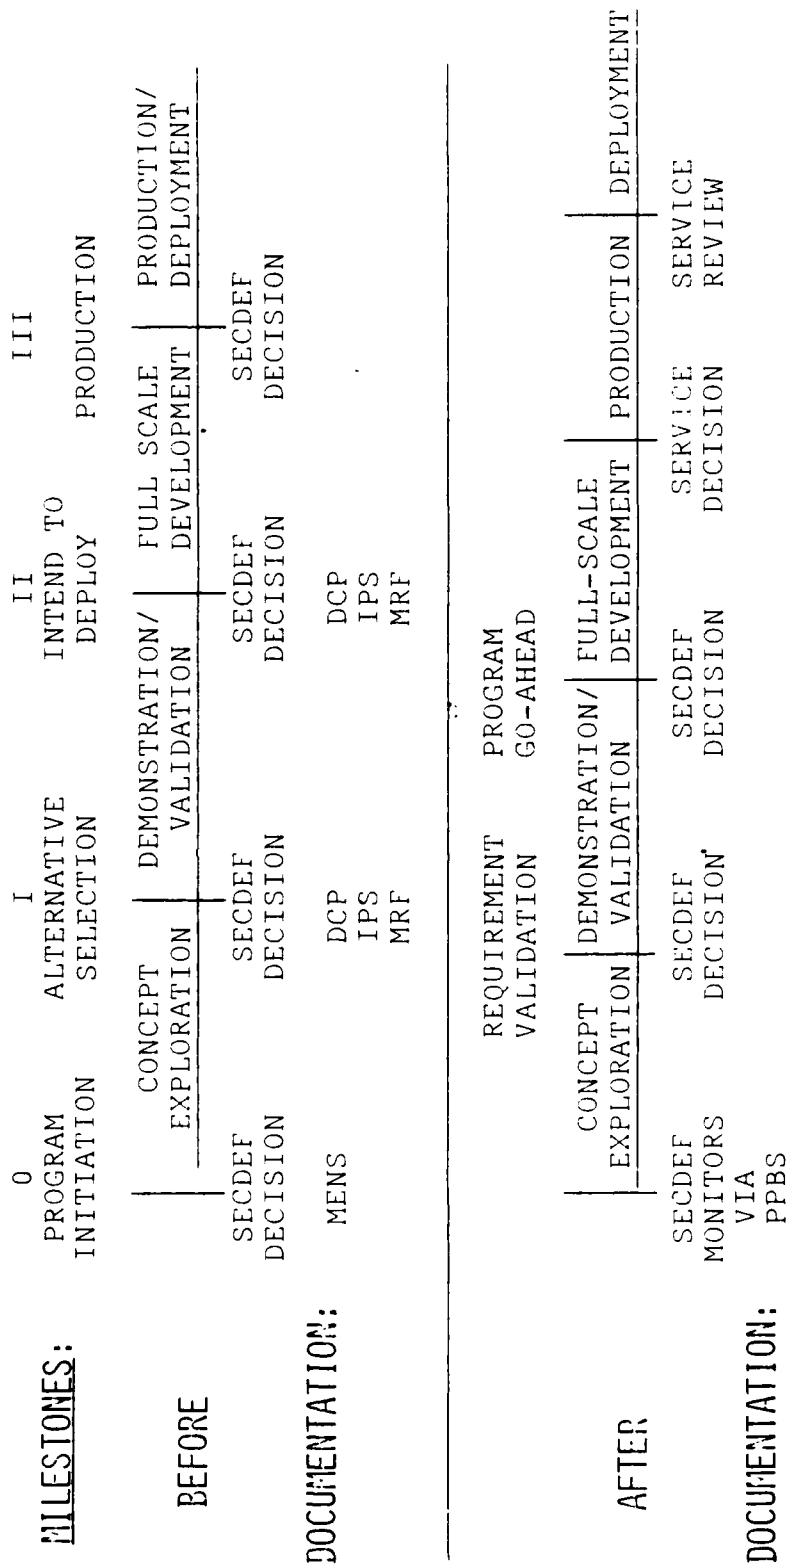 MILESTONES:
0
PROGRAM
INITIATION
I
ALTERNATIVE
SELECTION
II
INTEND TO
DEPLOY
III
PRODUCTION
BEFORE
CONCEPT
EXPLORATION
DEMONSTRATION/
VALIDATION
FULL SCALE
DEVELOPMENT
PRODUCTION/
DEPLOYMENT
SECDEF
DECISION
SECDEF
DECISION
SECDEF
DECISION
SECDEF
DECISION
DOCUMENTATION:
MENS
DCP
IPS
MRF
DCP
IPS
MRF
REQUIREMENT
VALIDATION
PROGRAM
GO-AHEAD
AFTER
CONCEPT
EXPLORATION
DEMONSTRATION/
VALIDATION
FULL-SCALE
DEVELOPMENT
PRODUCTION
DEPLOYMENT
SECDEF
MONITORS
VIA
PPBS
SECDEF
DECISION
SECDEF
DECISION
SERVICE
DECISION
SERVICE
REVIEW
DOCUMENTATION: